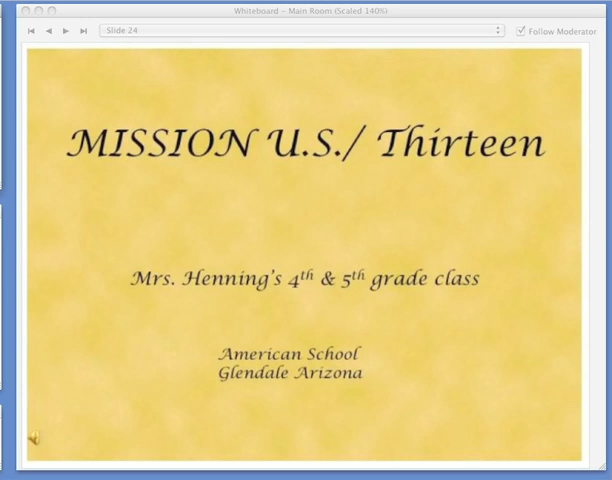 Whiteboard - Main Room (Scaled 140%)
Slide 24
Follow Moderator
MISSION U.S./ Thirteen
Mrs. Henning's 4th & 5th grade class
American School
Glendale Arizona